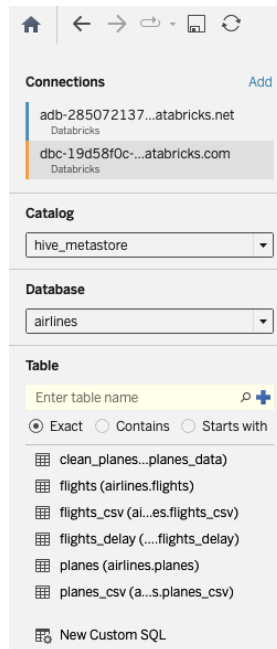 Connections Add
adb-285072137...atabricks.net
Databricks
dbc-19d58f0c-...atabricks.com
Databricks
Catalog
hive_metastore
Database
airlines
Table
Enter table name
Exact Contains Starts with
clean_planes...planes_data)
flights (airlines.flights)
flights_csv (ai...es.flights_csv)
flights_delay (....flights_delay)
planes (airlines.planes)
planes_csv (a...s.planes_csv)
New Custom SQL